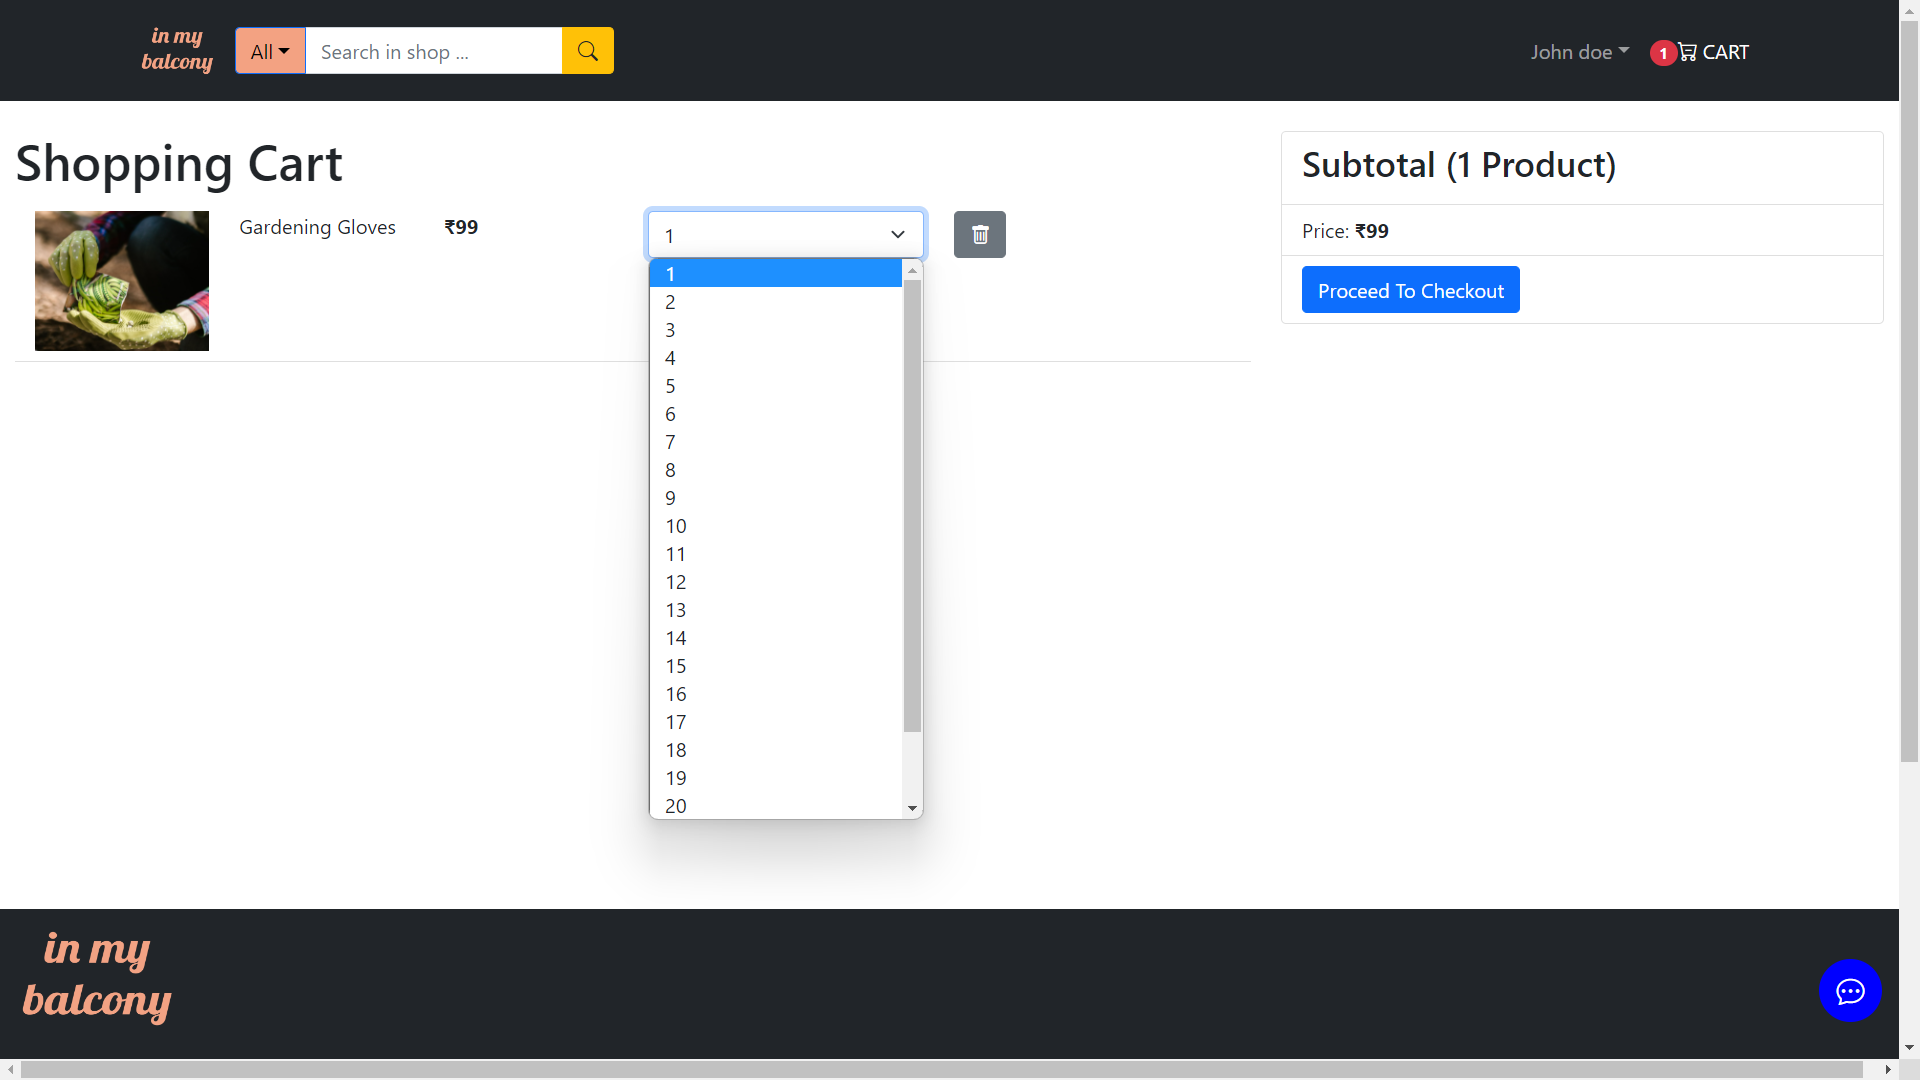 in my
balcony
All
Search in shop ...
John doe
1
CART
Shopping Cart
Gardening Gloves
₹99
1
1
2
3
4
5
6
7
8
9
10
11
12
13
14
15
16
17
18
19
20
Subtotal (1 Product)
Price: ₹99
Proceed To Checkout
in my
balcony